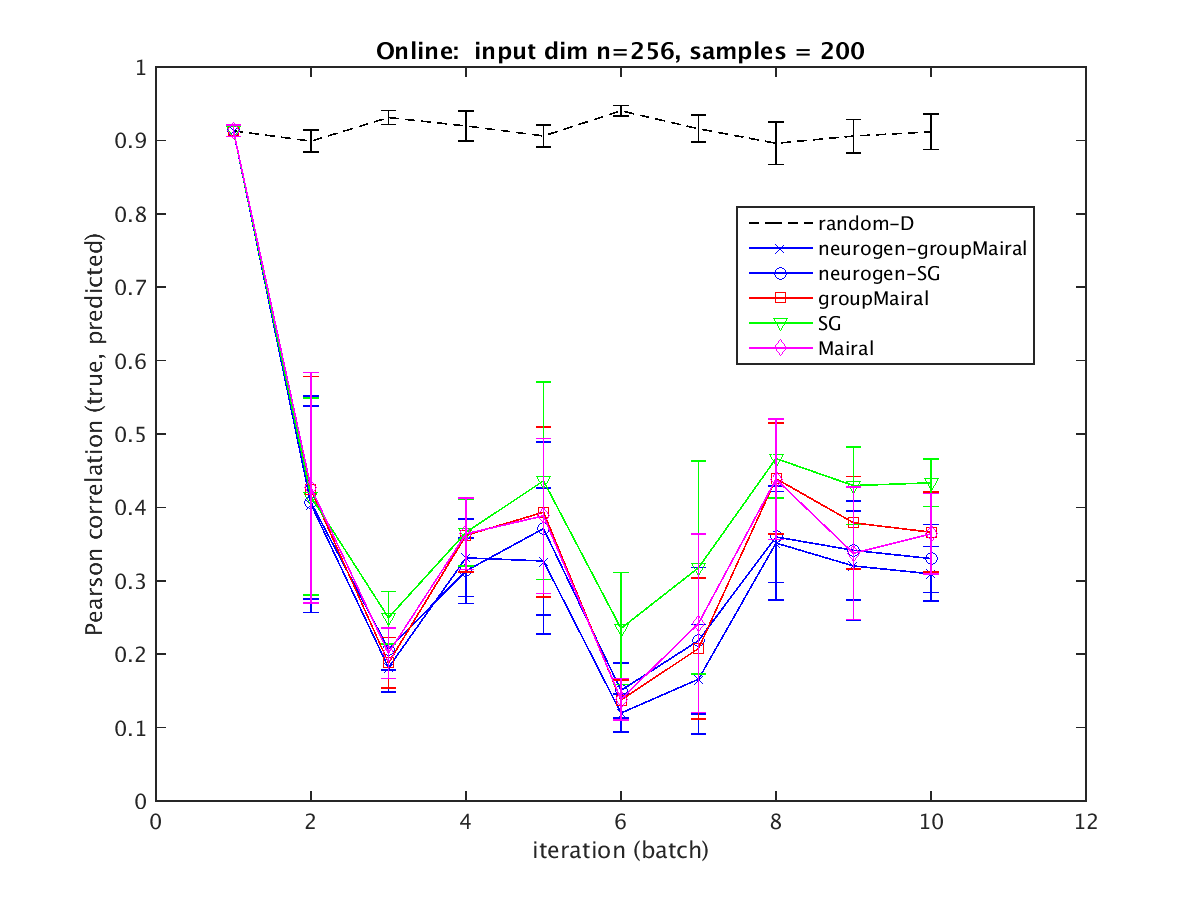 Online:  input dim n=256, samples = 200
Pearson correlation (true, predicted)
1
0.9
0.8
0.7
0.6
0.5
0.4
0.3
0.2
0.1
0
random-D
neurogen-groupMairal
neurogen-SG
groupMairal
SG
Mairal
0 2 4 6 8 10 12
iteration (batch)